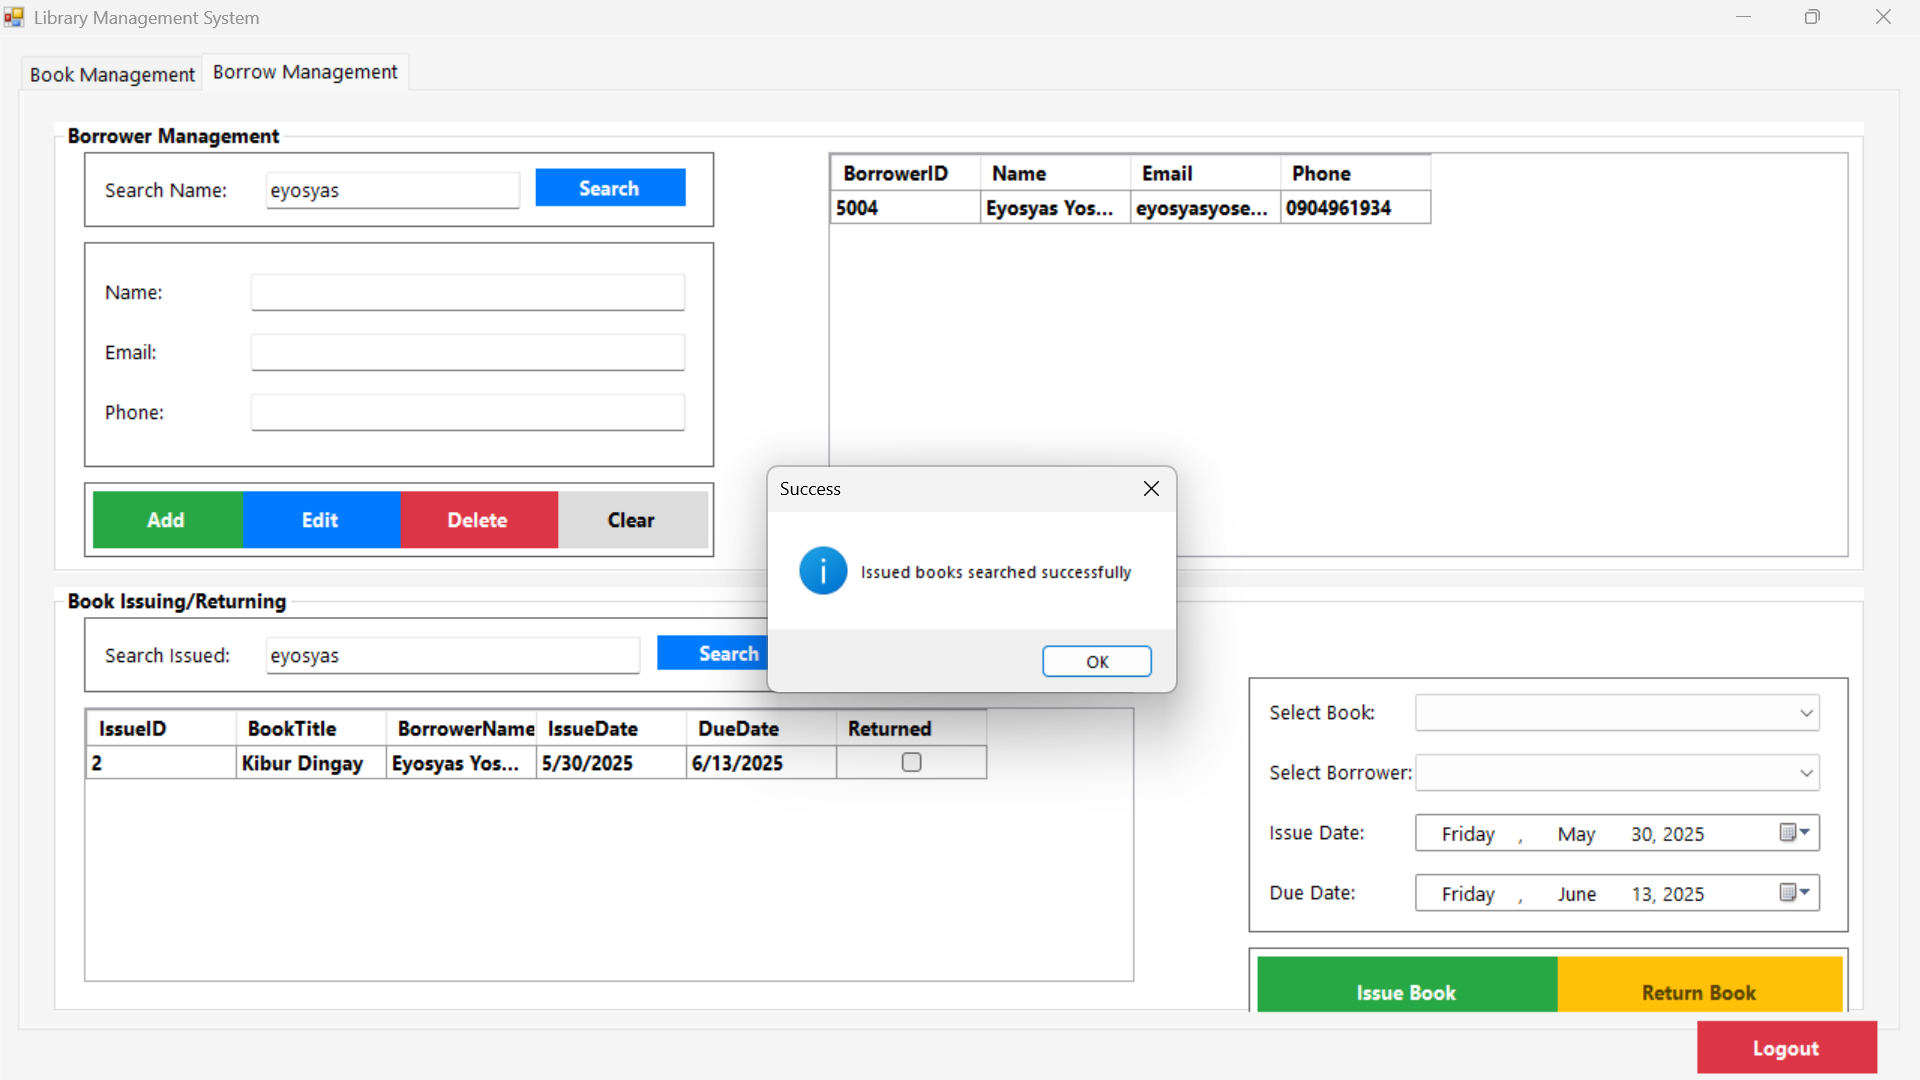 Library Management System
Book Management
Borrow Management
Borrower Management
Search Name:
eyosyas
Search
BorrowerID Name Email Phone
5004 Eyosyas Yos... eyosyasyose... 0904961934
Name:
Email:
Phone:
Add Edit Delete Clear
Success
Issued books searched successfully
OK
Book Issuing/Returning
Search Issued:
eyosyas
Search
IssueID BookTitle BorrowerName IssueDate DueDate Returned
2 Kibur Dingay Eyosyas Yos... 5/30/2025 6/13/2025
Select Book:
Select Borrower:
Issue Date: Friday , May 30, 2025
Due Date: Friday , June 13, 2025
Issue Book Return Book
Logout